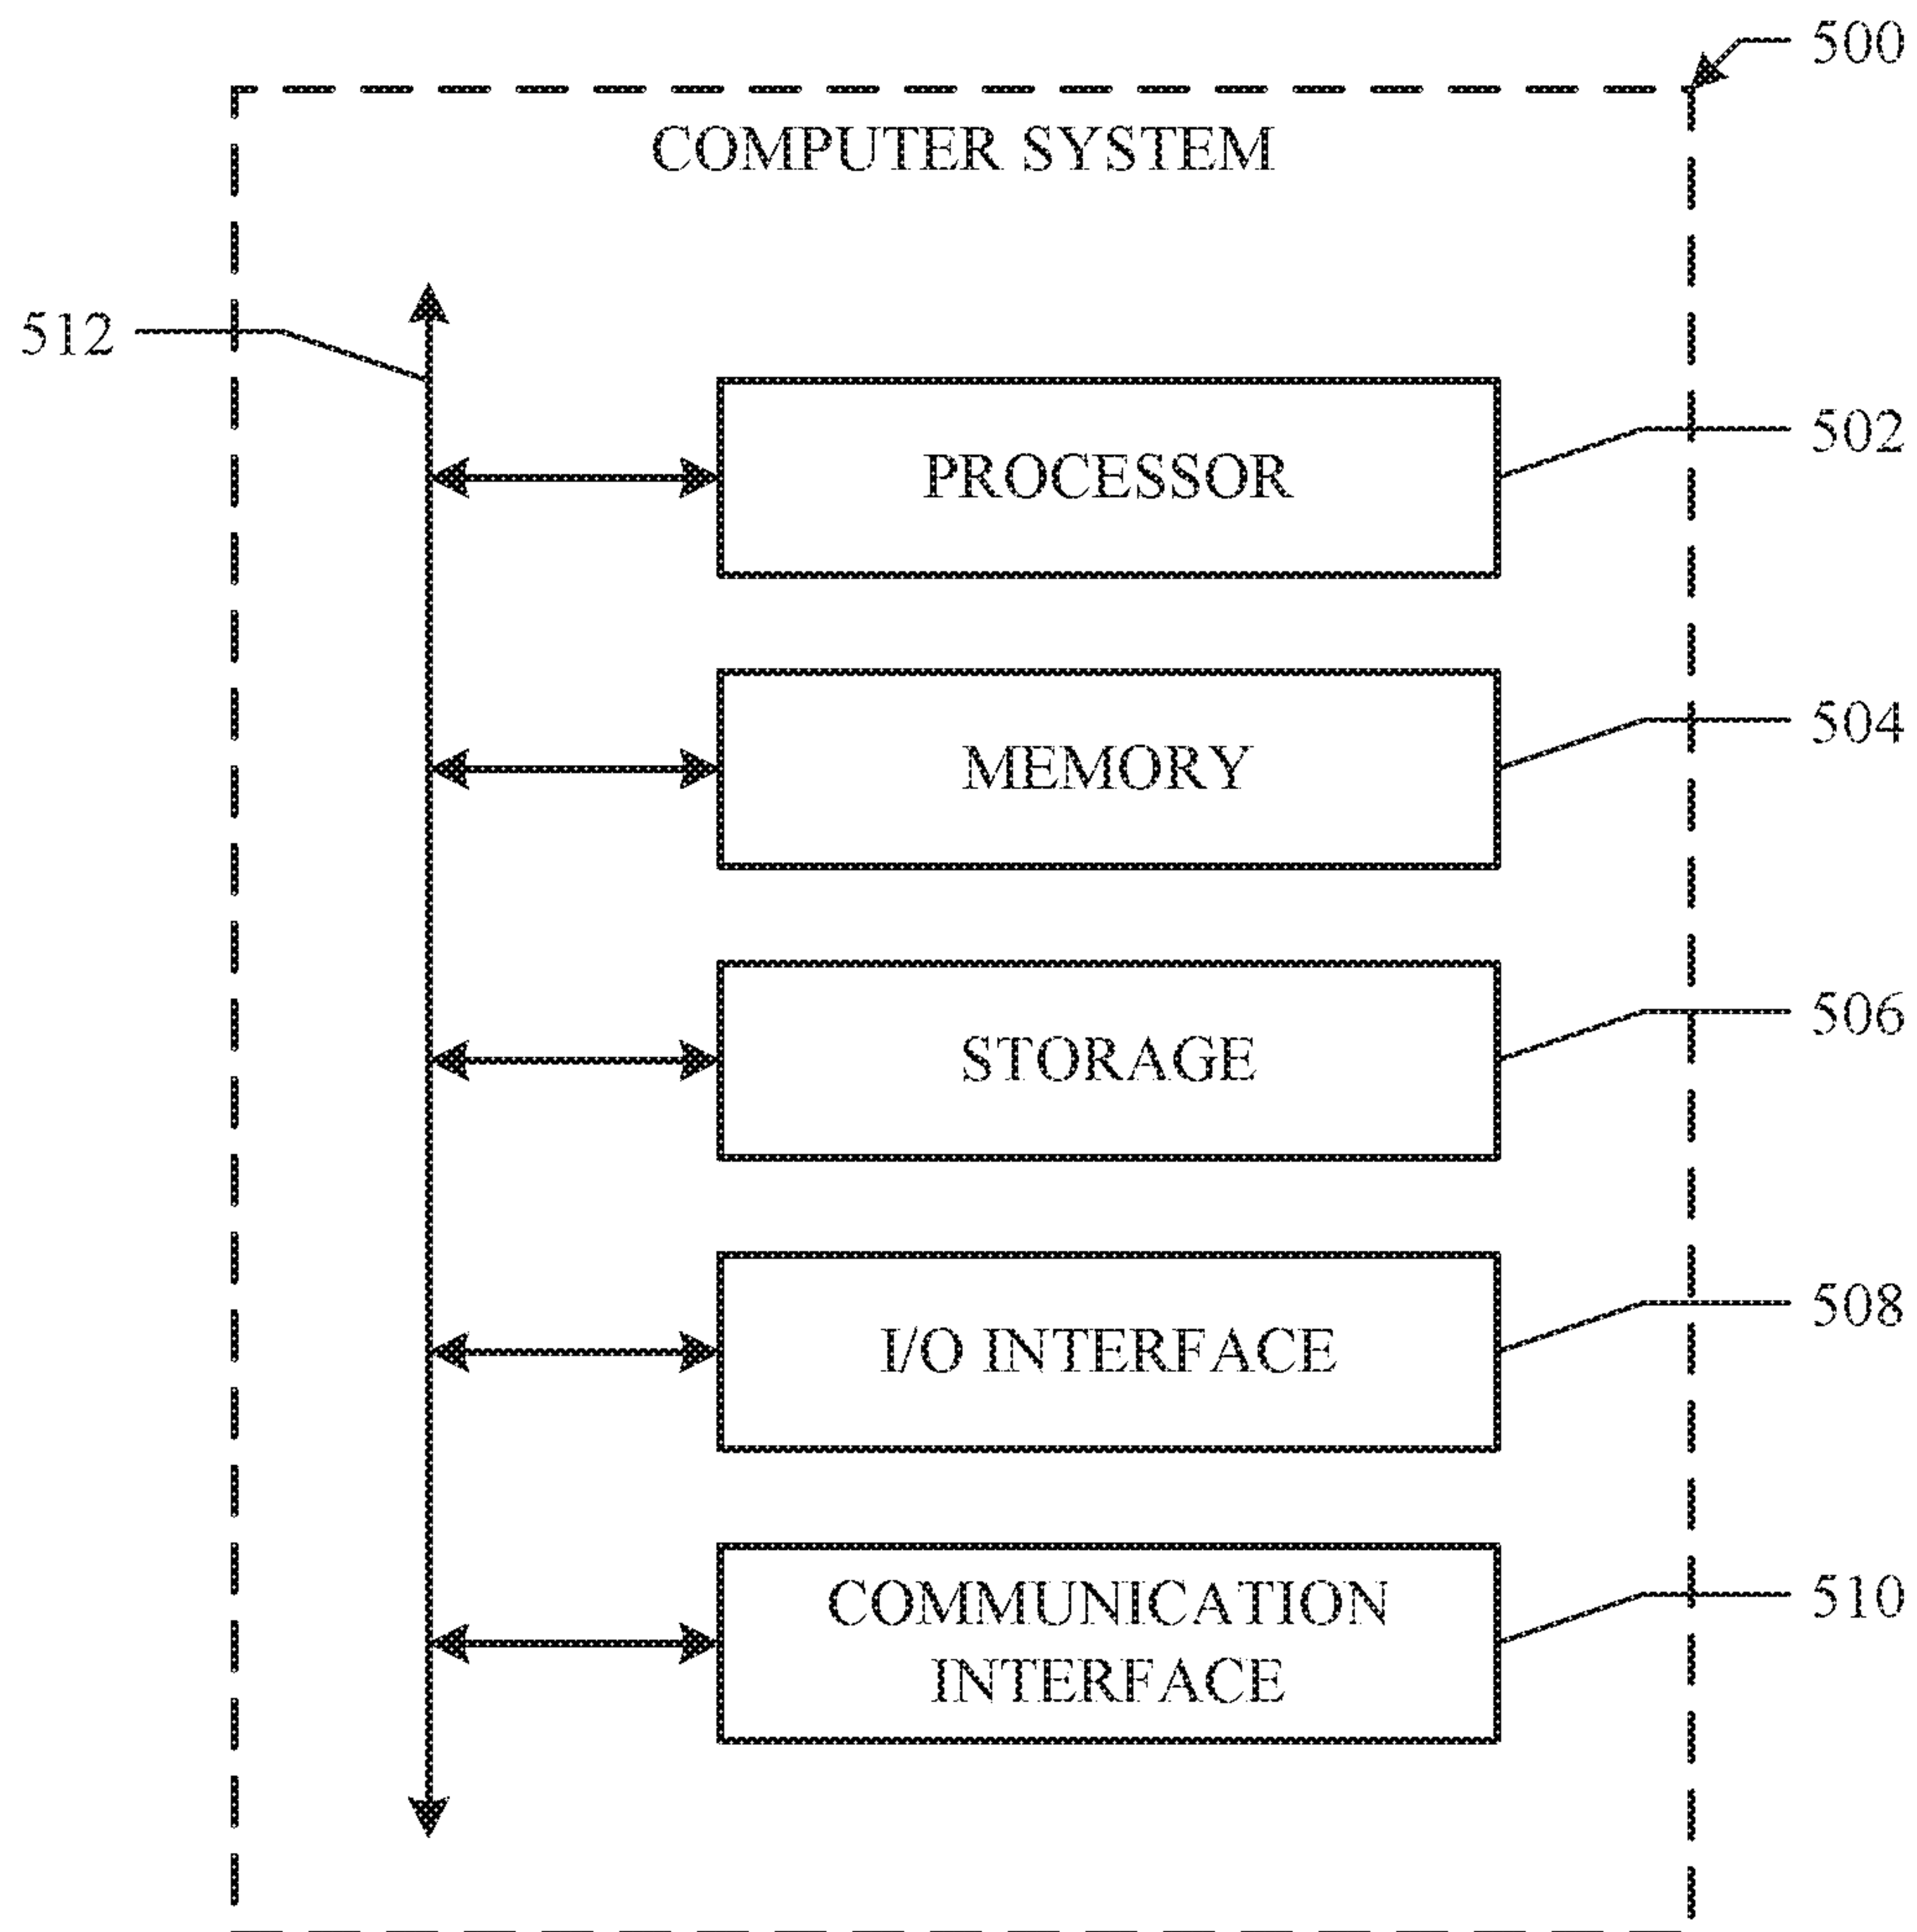 500
COMPUTER SYSTEM
512
PROCESSOR
502
MEMORY
504
STORAGE
506
I/O INTERFACE
508
COMMUNICATION
INTERFACE
510